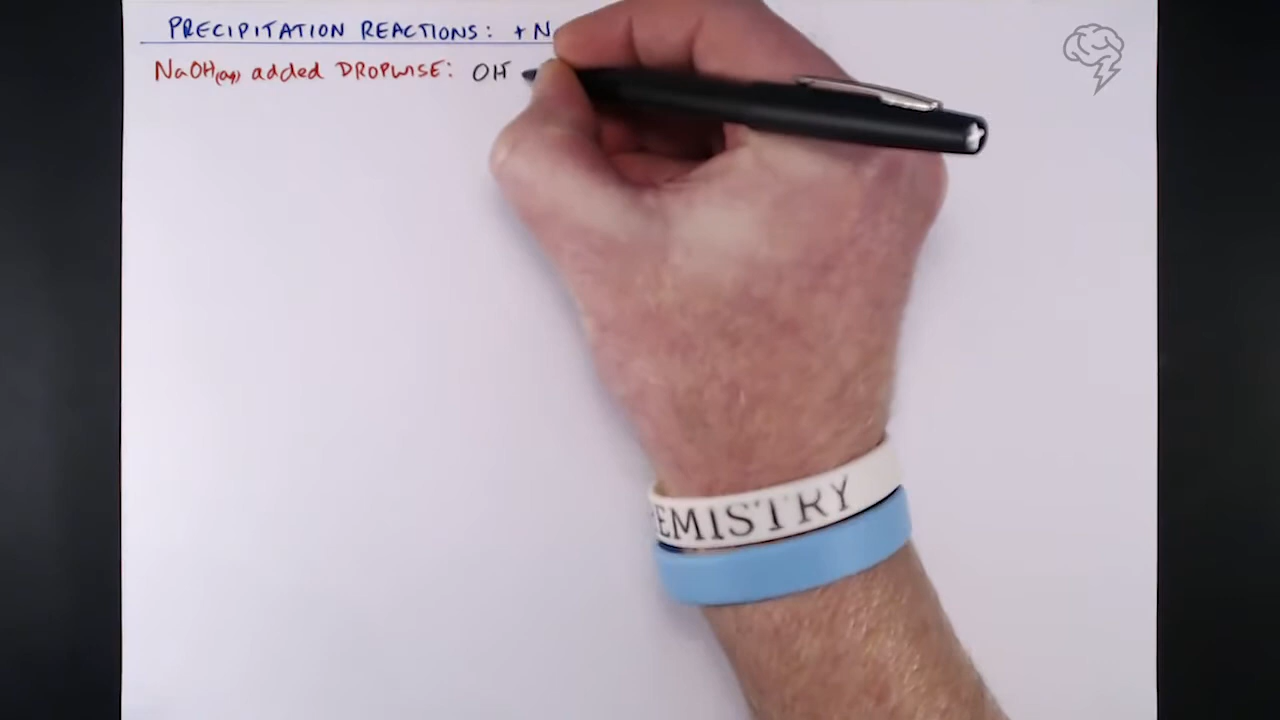 PRECIPITATION REACTIONS: + N
NaOH(aq) added DROPWISE: OH⁻
EMISTRY